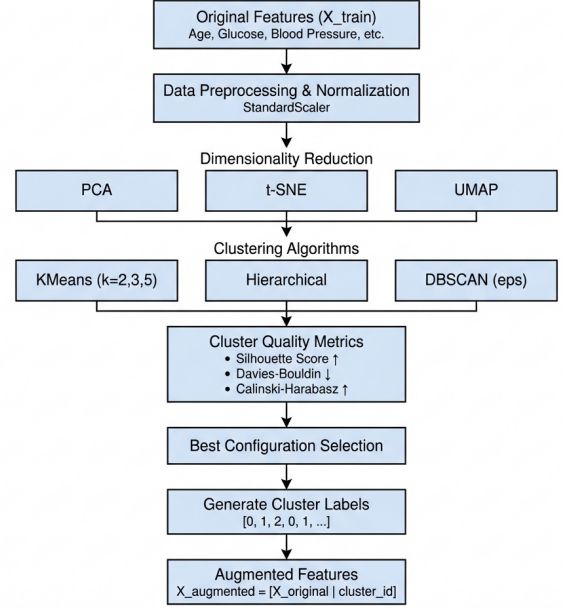 Original Features (X_train)
Age, Glucose, Blood Pressure, etc.
Data Preprocessing & Normalization
StandardScaler
Dimensionality Reduction
PCA
t-SNE
UMAP
Clustering Algorithms
KMeans (k=2,3,5)
Hierarchical
DBSCAN (eps)
Cluster Quality Metrics
• Silhouette Score ↑
• Davies-Bouldin ↓
• Calinski-Harabasz ↑
Best Configuration Selection
Generate Cluster Labels
[0, 1, 2, 0, 1, ...]
Augmented Features
X_augmented = [X_original | cluster_id]